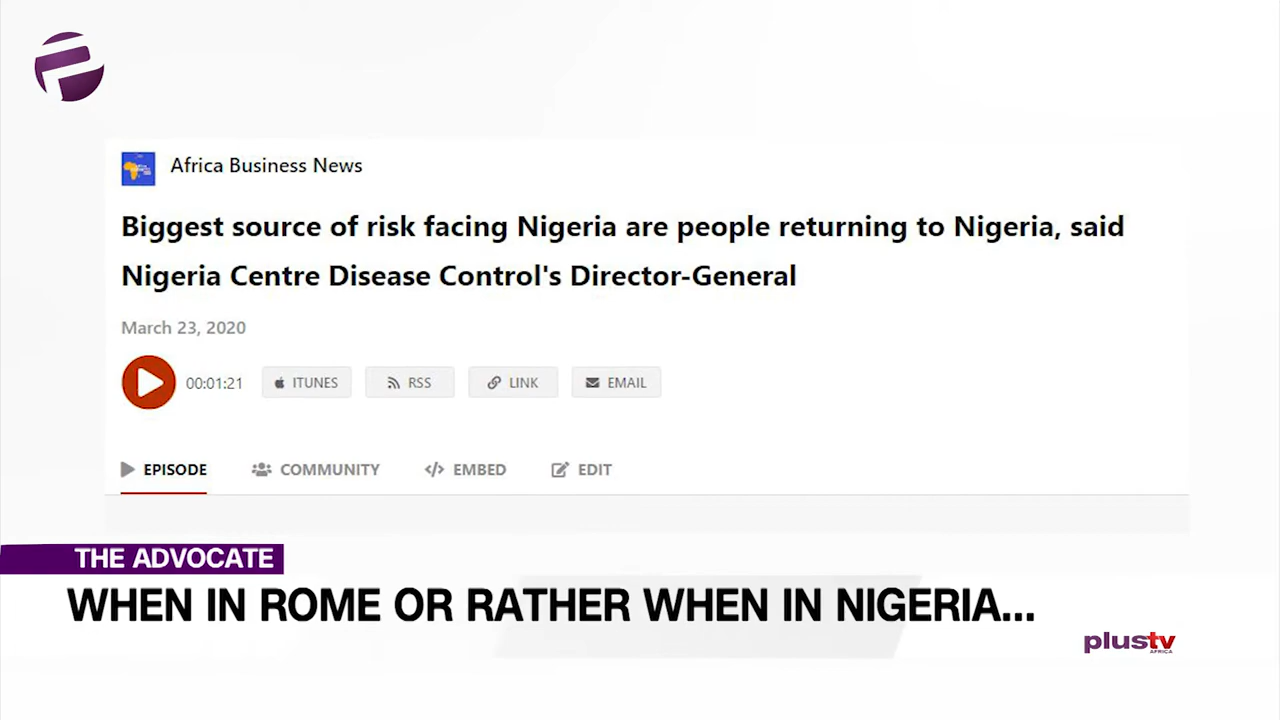 Africa Business News
Biggest source of risk facing Nigeria are people returning to Nigeria, said
Nigeria Centre Disease Control's Director-General
March 23, 2020
00:01:21 ITUNES RSS LINK EMAIL
EPISODE COMMUNITY EMBED EDIT
THE ADVOCATE
WHEN IN ROME OR RATHER WHEN IN NIGERIA...
plustv
AFRICA